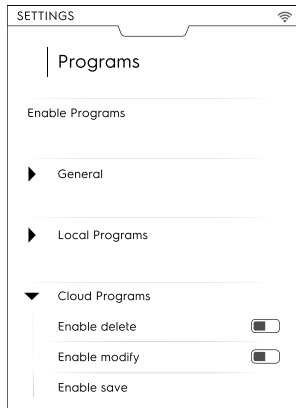 SETTINGS
Programs
Enable Programs
General
Local Programs
Cloud Programs
Enable delete
Enable modify
Enable save